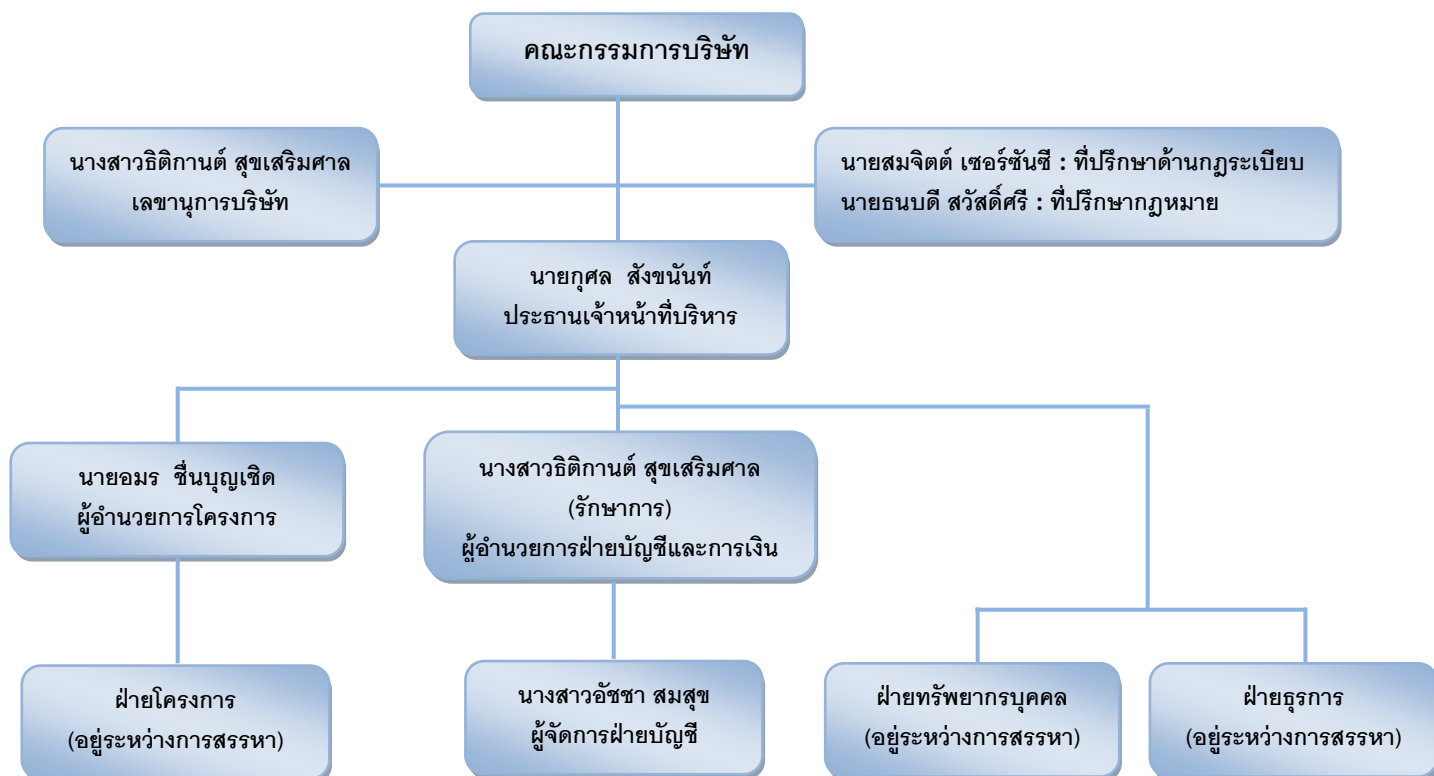 คณะกรรมการบริษัท
นางสาวธิติกานต์ สุขเสริมศาล
เลขานุการบริษัท
นายสมจิตต์ เซอร์ซันซี : ที่ปรึกษาด้านกฎระเบียบ
นายธนบดี สวัสดิ์ศรี : ที่ปรึกษากฎหมาย
นายกุศล สังขนันท์
ประธานเจ้าหน้าที่บริหาร
นายอมร ชื่นบุญเชิด
ผู้อำนวยการโครงการ
นางสาวธิติกานต์ สุขเสริมศาล
(รักษาการ)
ผู้อำนวยการฝ่ายบัญชีและการเงิน
ฝ่ายโครงการ
(อยู่ระหว่างการสรรหา)
นางสาวอัชชา สมสุข
ผู้จัดการฝ่ายบัญชี
ฝ่ายทรัพยากรบุคคล
(อยู่ระหว่างการสรรหา)
ฝ่ายธุรการ
(อยู่ระหว่างการสรรหา)